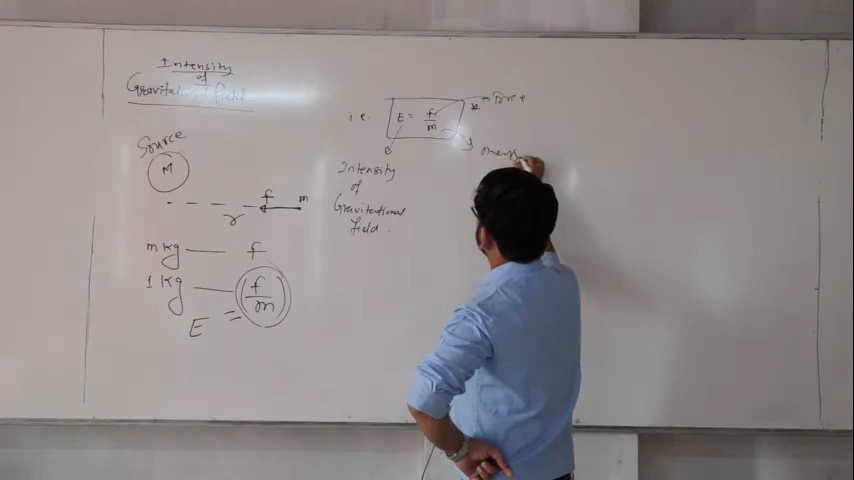 Intensity
of
Gravitational Field
Source
M
f
m
r
m kg — f
1 kg — (f/m)
E =
i.e. E = f/m
Force
Intensity
of
Gravitational
field.